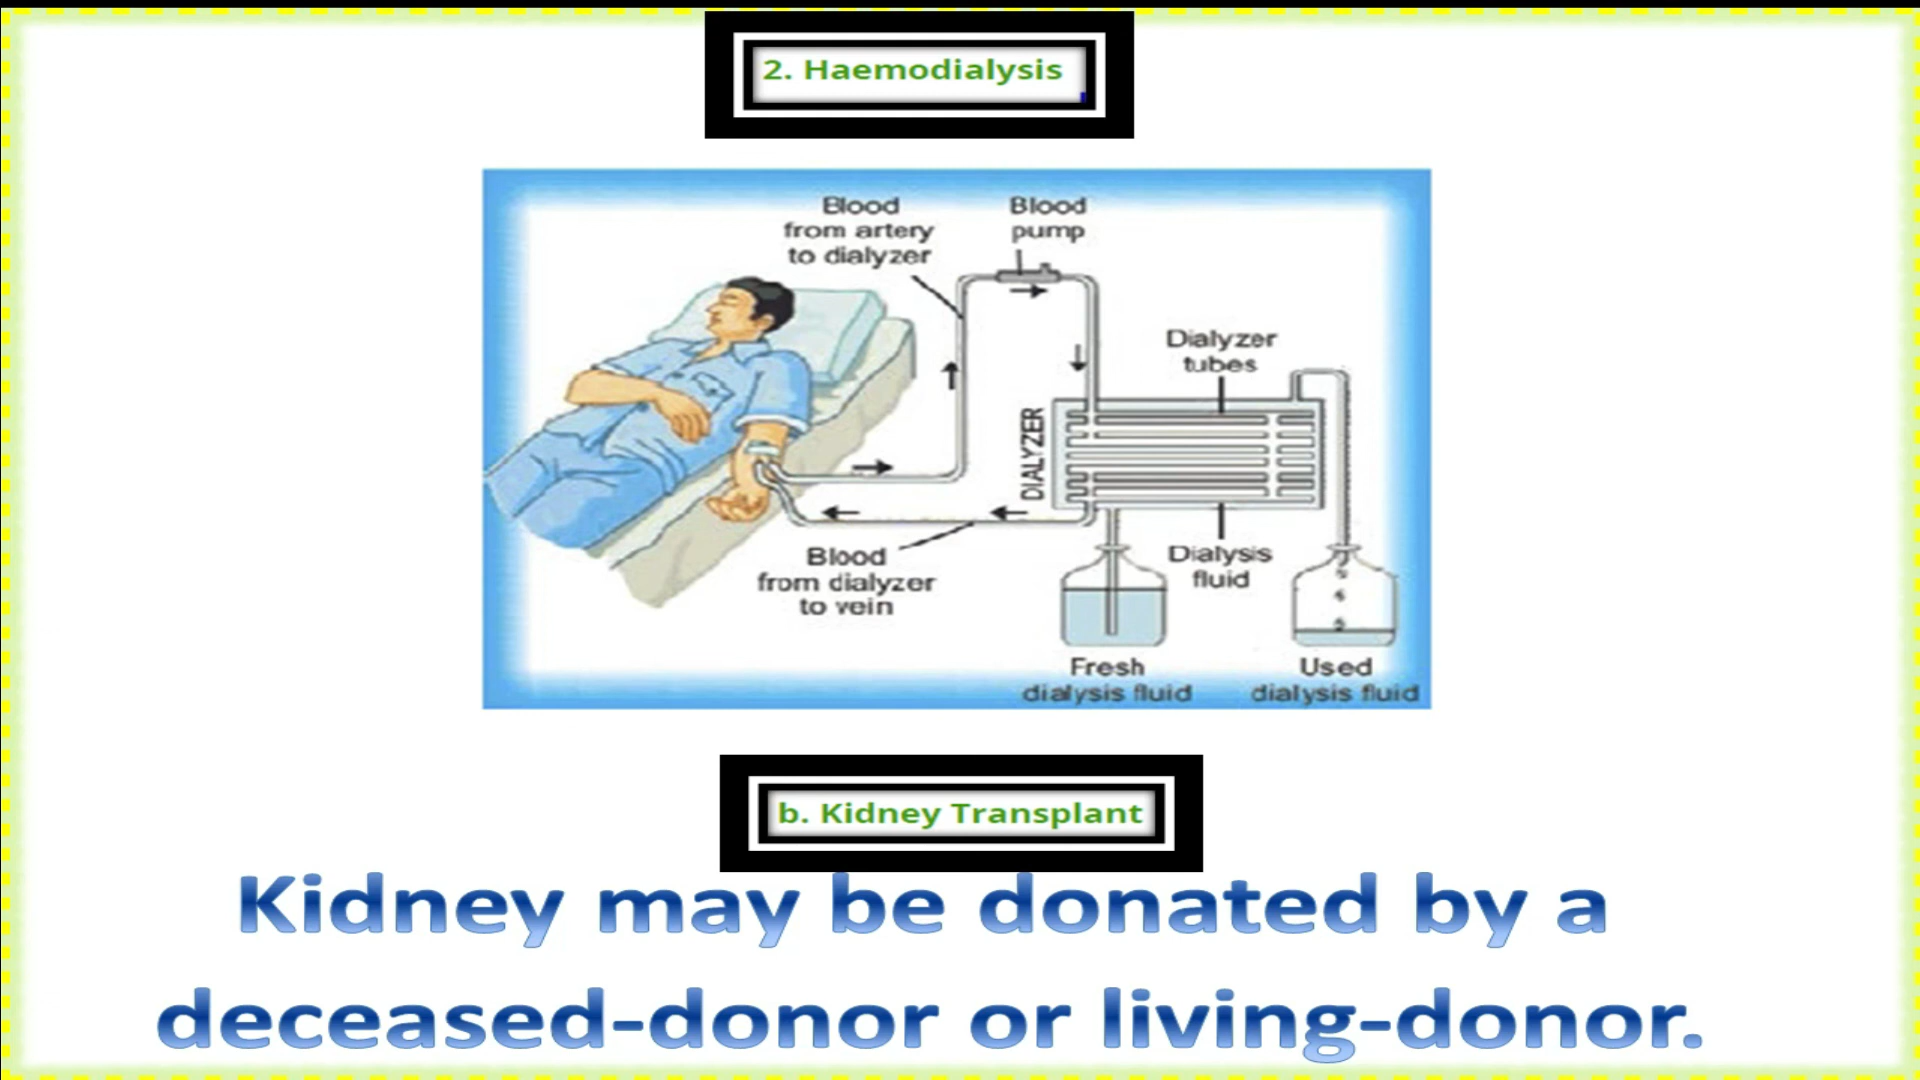 2. Haemodialysis
Blood
from artery
to dialyzer
Blood
pump
Dialyzer
tubes
DIALYZER
Blood
from dialyzer
to vein
Dialysis
fluid
Fresh
dialysis fluid
Used
dialysis fluid
b. Kidney Transplant
Kidney may be donated by a
deceased-donor or living-donor.